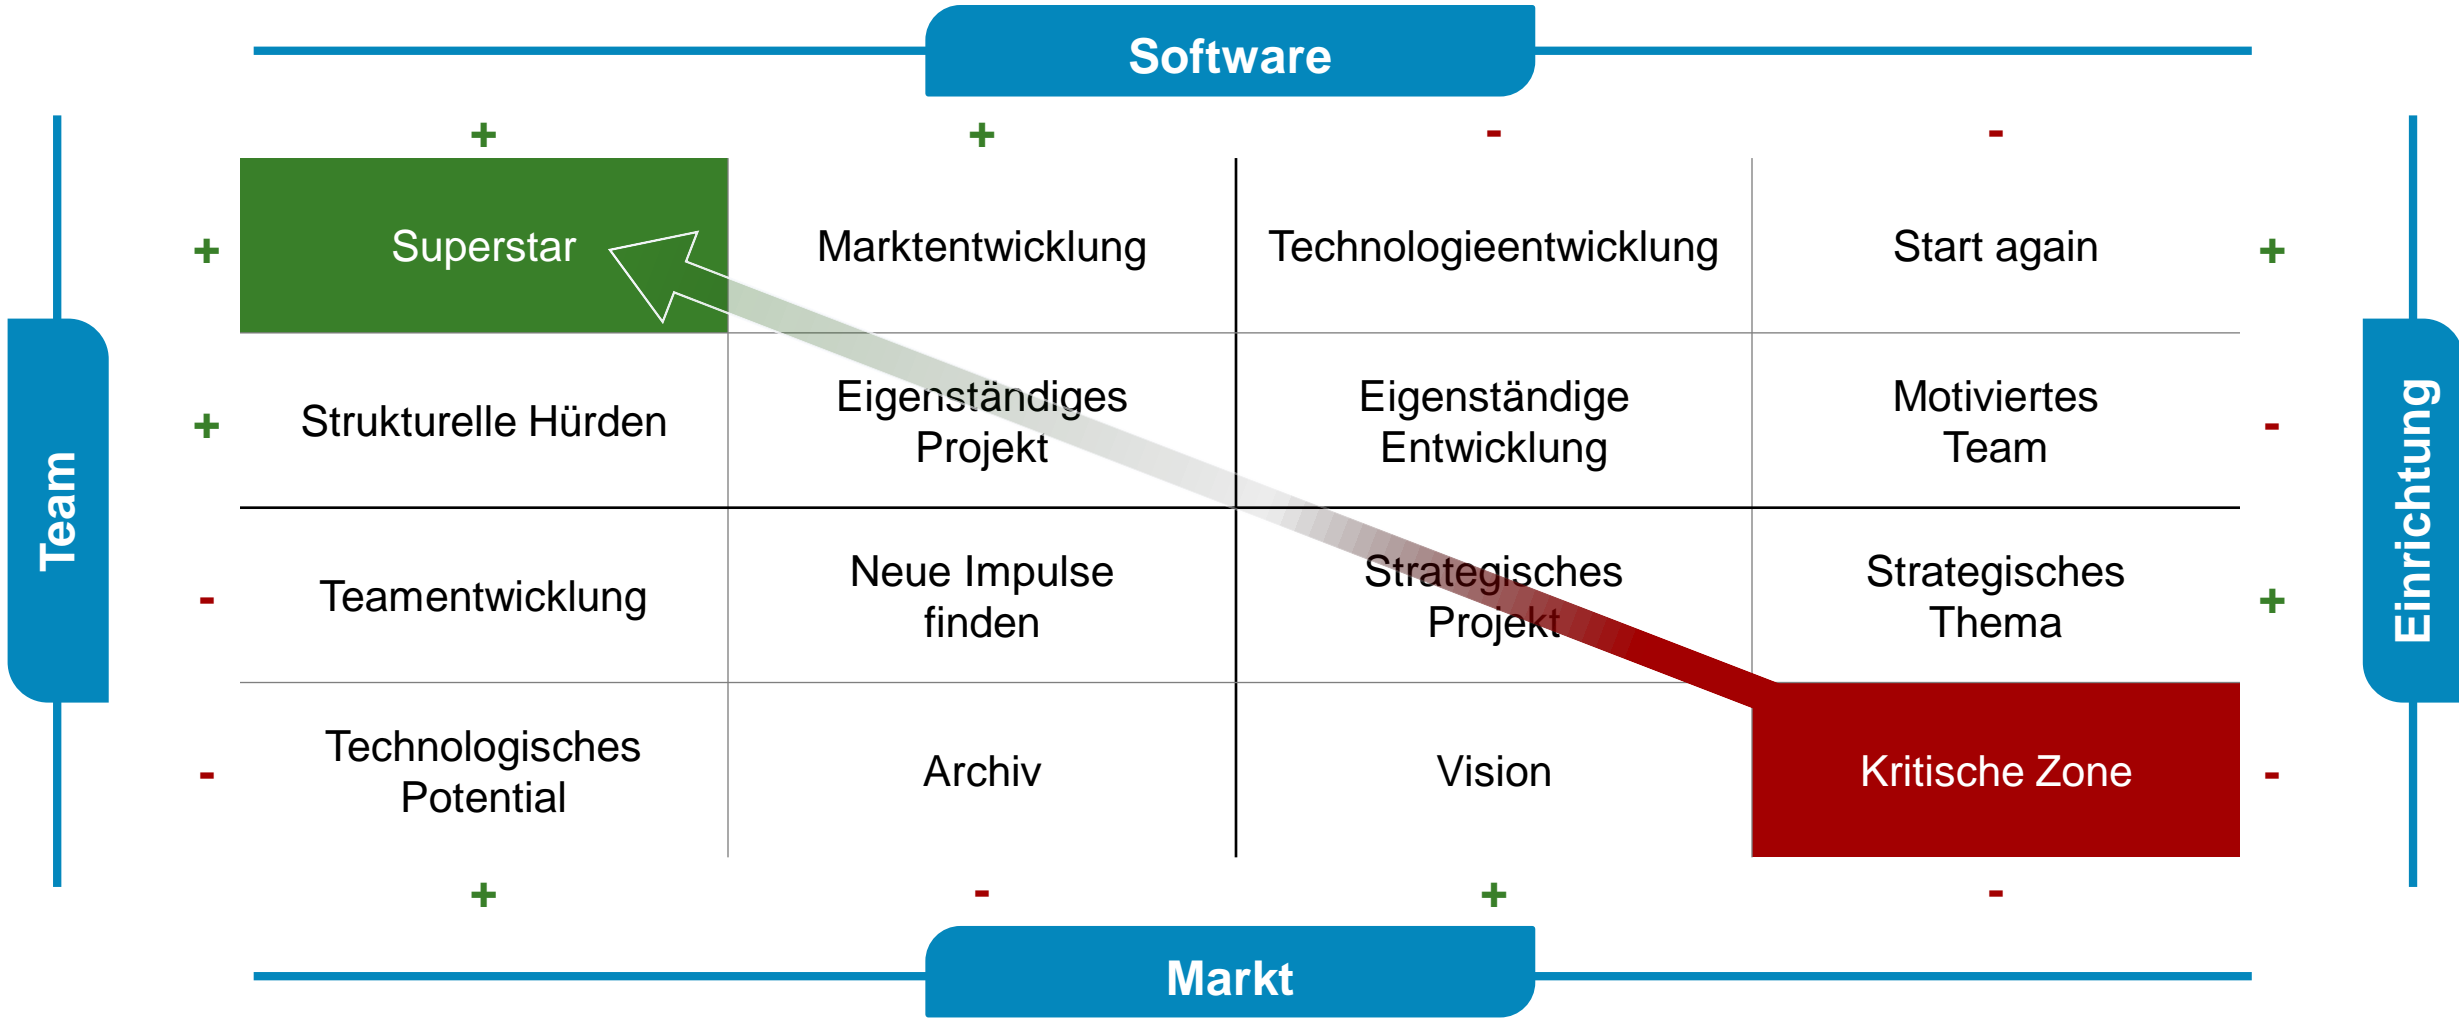 Software
+ + - -
+ Superstar Marktentwicklung Technologieentwicklung Start again +
+ Strukturelle Hürden Eigenständiges Eigenständige Motiviertes -
Projekt Entwicklung Team
- Teamentwicklung Neue Impulse Strategisches Strategisches +
finden Projekt Thema
- Technologisches Archiv Vision Kritische Zone -
Potential
+ - + -
Markt
Team
Einrichtung